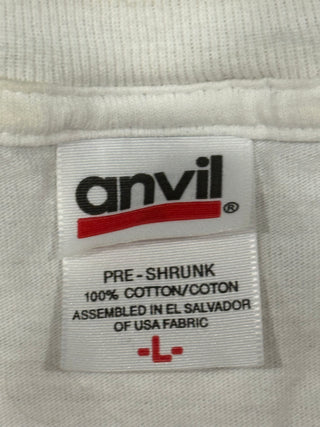 anvil®
PRE-SHRUNK
100% COTTON/COTON
ASSEMBLED IN EL SALVADOR
OF USA FABRIC
-L-